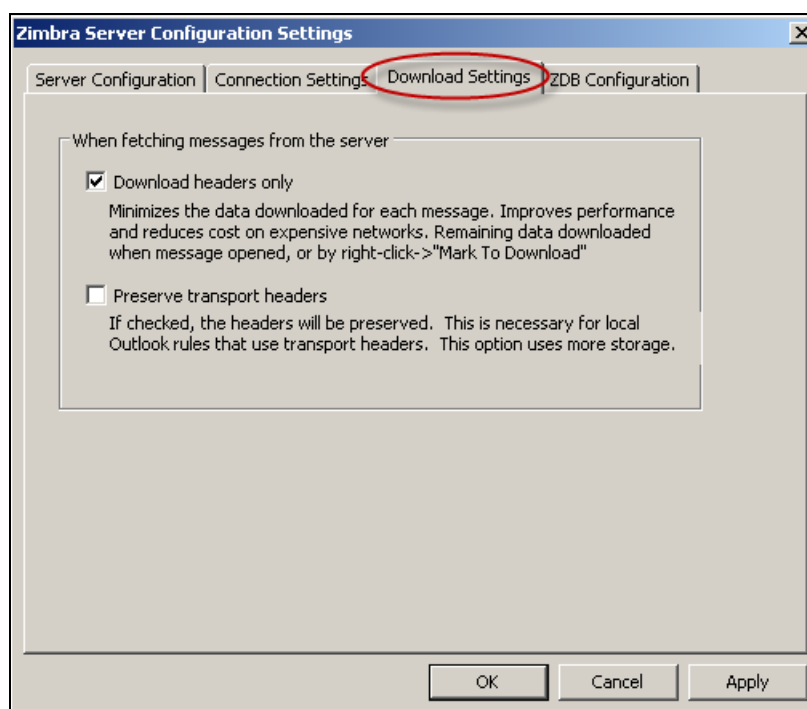 Zimbra Server Configuration Settings
Server Configuration
Connection Settings
Download Settings
ZDB Configuration
When fetching messages from the server
Download headers only
Minimizes the data downloaded for each message. Improves performance
and reduces cost on expensive networks. Remaining data downloaded
when message opened, or by right-click->"Mark To Download"
Preserve transport headers
If checked, the headers will be preserved. This is necessary for local
Outlook rules that use transport headers. This option uses more storage.
OK
Cancel
Apply